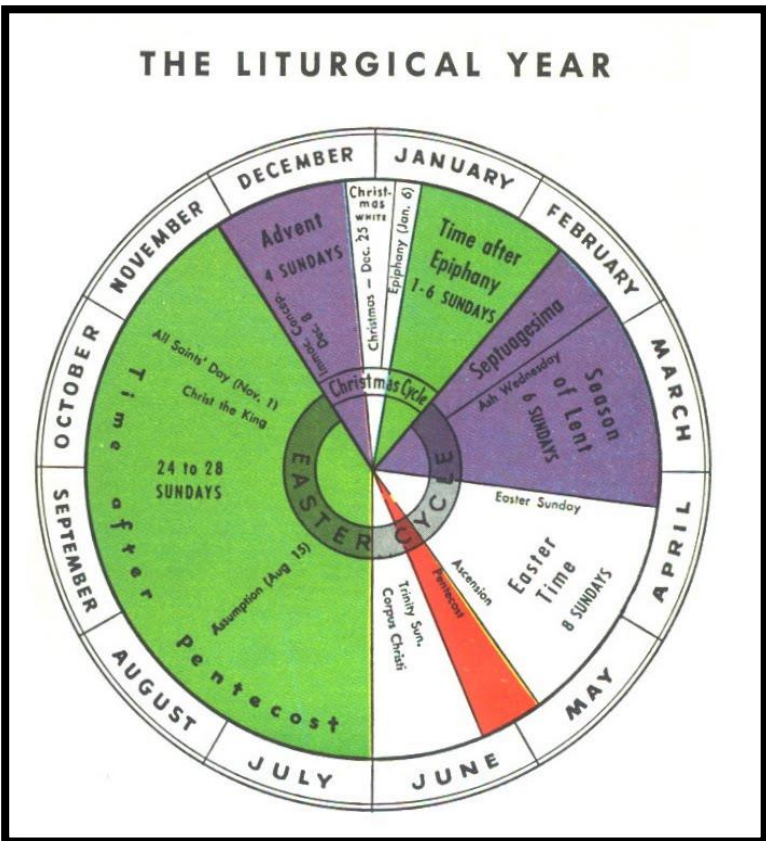 THE LITURGICAL YEAR
JANUARY
FEBRUARY
MARCH
APRIL
MAY
JUNE
JULY
AUGUST
SEPTEMBER
OCTOBER
NOVEMBER
DECEMBER
Advent
4 SUNDAYS
Immac. Concep.
Dec. 8
Christ-
mas
WHITE
Christmas — Dec. 25
Epiphany (Jan. 6)
Time after
Epiphany
1-6 SUNDAYS
Septuagesima
Ash Wednesday
Season
of Lent
6 SUNDAYS
Easter Sunday
Easter
Time
8 SUNDAYS
Ascension
Pentecost
Trinity Sun.
Corpus Christi
Time after Pentecost
24 to 28
SUNDAYS
Assumption (Aug 15)
All Saints' Day (Nov. 1)
Christ the King
Christmas Cycle
EASTER CYCLE